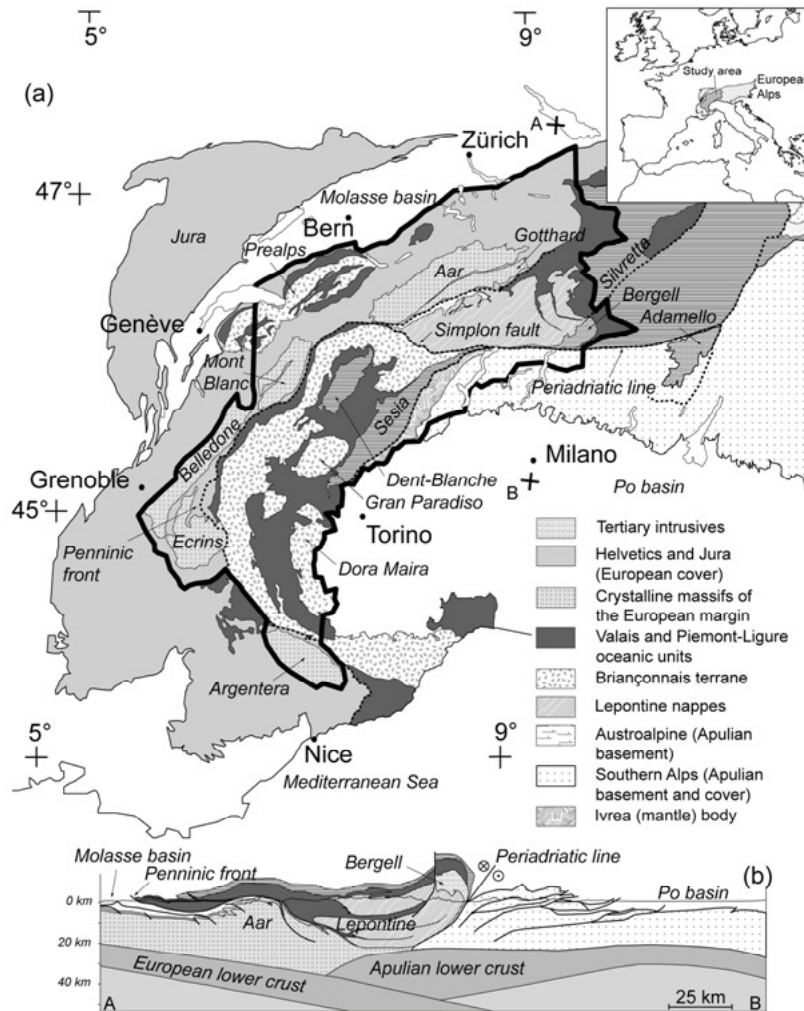 5°
9°
(a)
Study area
European
Alps
A
Zürich
47°
Molasse basin
Bern
Jura
Prealps
Gotthard
Aar
Silvretta
Bergell
Adamello
Genève
Simplon fault
Mont
Blanc
Periadriatic line
Sesia
Belledone
Milano
Dent-Blanche
B
Grenoble
Gran Paradiso
Po basin
45°
Torino
Penninic
front
Ecrins
Dora Maira
Argentera
5°
9°
Nice
Mediterranean Sea
Tertiary intrusives
Helvetics and Jura
(European cover)
Crystalline massifs of
the European margin
Valais and Piemont-Ligure
oceanic units
Briançonnais terrane
Lepontine nappes
Austroalpine (Apulian
basement)
Southern Alps (Apulian
basement and cover)
Ivrea (mantle) body
Molasse basin
Penninic front
Bergell
Periadriatic line
(b)
0 km
Po basin
Aar
Lepontine
20 km
European lower crust
Apulian lower crust
40 km
A
25 km
B